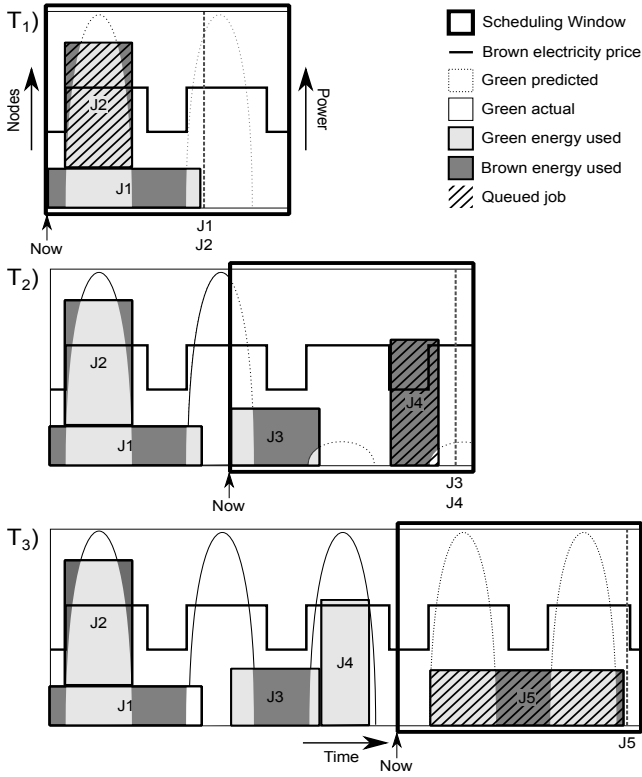 T₁)
Nodes
Power
J2
J1
J1
J2
Now
Scheduling Window
Brown electricity price
Green predicted
Green actual
Green energy used
Brown energy used
Queued job
T₂)
J2
J1
J3
J4
J3
J4
Now
T₃)
J2
J1
J3
J4
J5
Time
Now
J5